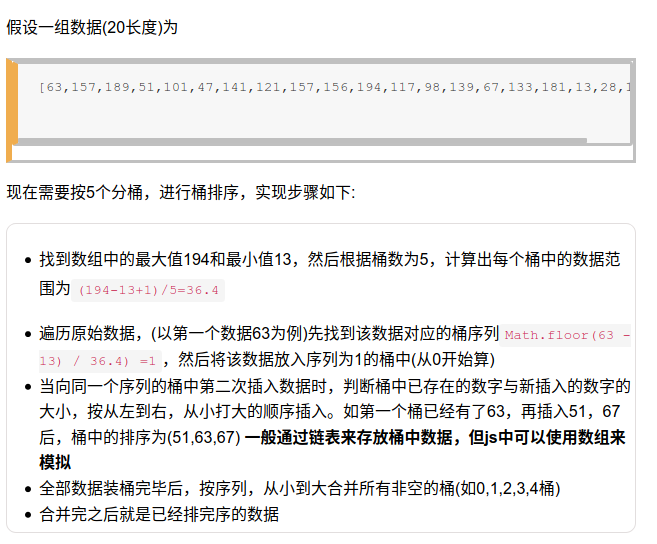 假设一组数据(20长度)为
[63,157,189,51,101,47,141,121,157,156,194,117,98,139,67,133,181,13,28,1
现在需要按5个分桶，进行桶排序，实现步骤如下:
找到数组中的最大值194和最小值13，然后根据桶数为5，计算出每个桶中的数据范
围为 (194-13+1)/5=36.4
遍历原始数据，(以第一个数据63为例)先找到该数据对应的桶序列 Math.floor(63 -
13) / 36.4) =1 ，然后将该数据放入序列为1的桶中(从0开始算)
当向同一个序列的桶中第二次插入数据时，判断桶中已存在的数字与新插入的数字的
大小，按从左到右，从小打大的顺序插入。如第一个桶已经有了63，再插入51，67
后，桶中的排序为(51,63,67) 一般通过链表来存放桶中数据，但js中可以使用数组来
模拟
全部数据装桶完毕后，按序列，从小到大合并所有非空的桶(如0,1,2,3,4桶)
合并完之后就是已经排完序的数据